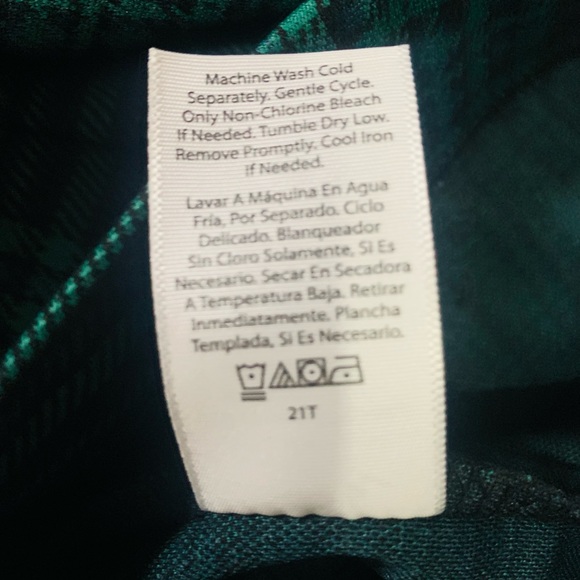 Machine Wash Cold
Separately. Gentle Cycle.
Only Non-Chlorine Bleach
If Needed. Tumble Dry Low.
Remove Promptly. Cool Iron
If Needed.
Lavar A Máquina En Agua
Fría. Por Separado. Ciclo
Delicado. Blanqueador
Sin Cloro Solamente, Si Es
Necesario. Secar En Secadora
A Temperatura Baja. Retirar
Inmediatamente. Plancha
Templada, Si Es Necesario.
21T